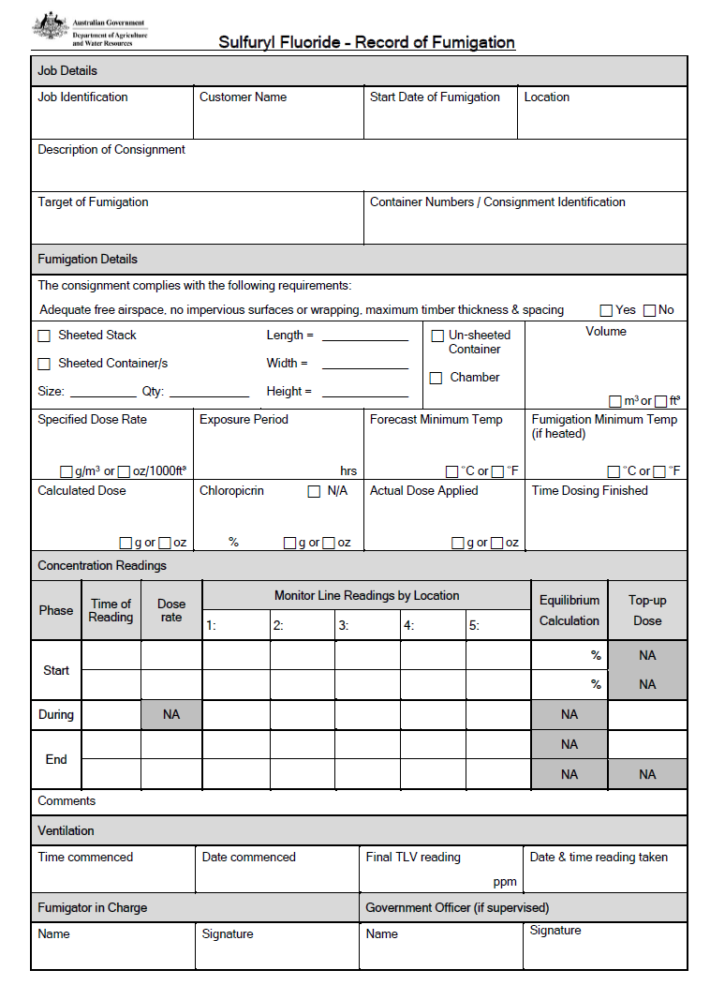 Australian Government
Department of Agriculture
and Water Resources
Sulfuryl Fluoride - Record of Fumigation
Job Details
Job Identification Customer Name Start Date of Fumigation Location
Description of Consignment
Target of Fumigation Container Numbers / Consignment Identification
Fumigation Details
The consignment complies with the following requirements:
Adequate free airspace, no impervious surfaces or wrapping, maximum timber thickness & spacing Yes No
Sheeted Stack Length = Un-sheeted Container Volume
Sheeted Container/s Width =
Chamber
Size: Qty: Height =
m³ or ft³
Specified Dose Rate Exposure Period Forecast Minimum Temp Fumigation Minimum Temp
(if heated)
g/m³ or oz/1000ft³ hrs °C or °F °C or °F
Calculated Dose Chloropicrin N/A Actual Dose Applied Time Dosing Finished
g or oz % g or oz g or oz
Concentration Readings
Phase Time of Reading Dose rate Monitor Line Readings by Location Equilibrium Calculation Top-up Dose
1: 2: 3: 4: 5:
Start % NA
% NA
During NA NA
End NA
NA NA
Comments
Ventilation
Time commenced Date commenced Final TLV reading Date & time reading taken
ppm
Fumigator in Charge Government Officer (if supervised)
Name Signature Name Signature